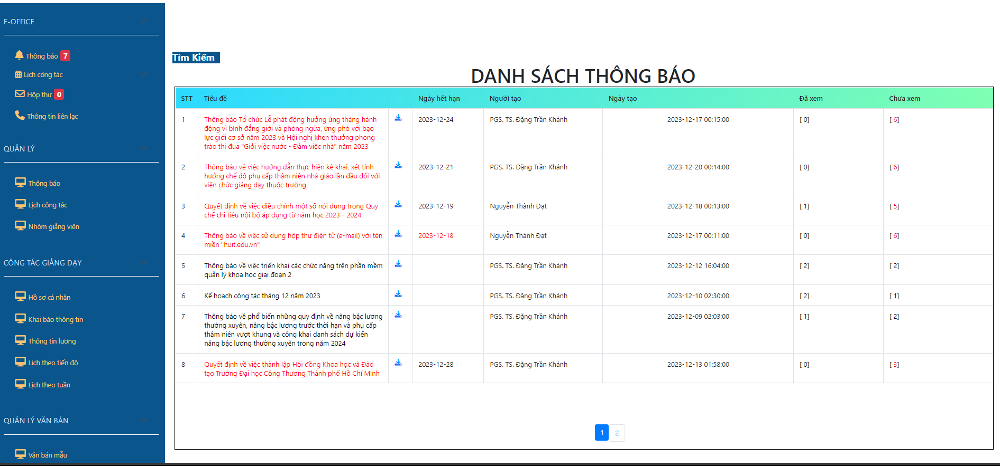 E-OFFICE
Thông báo 7
Lịch công tác
Hộp thư 0
Thông tin liên lạc
QUẢN LÝ
Thông báo
Lịch công tác
Nhóm giảng viên
CÔNG TÁC GIẢNG DẠY
Hồ sơ cá nhân
Khai báo thông tin
Thông tin lương
Lịch theo tiến độ
Lịch theo tuần
QUẢN LÝ VĂN BẢN
Văn bản mẫu
Tìm Kiếm
DANH SÁCH THÔNG BÁO
STT Tiêu đề Ngày hết hạn Người tạo Ngày tạo Đã xem Chưa xem
1 Thông báo Tổ chức Lễ phát động hưởng ứng tháng hành 2023-12-24 PGS. TS. Đặng Trần Khánh 2023-12-17 00:15:00 [ 0] [ 6]
động vì bình đẳng giới và phòng ngừa, ứng phó với bạo
lực giới cơ sở năm 2023 và Hội nghị khen thưởng phong
trào thi đua "Giỏi việc nước - Đảm việc nhà" năm 2023
2 Thông báo về việc hướng dẫn thực hiện kê khai, xét tính 2023-12-21 PGS. TS. Đặng Trần Khánh 2023-12-20 00:14:00 [ 0] [ 6]
hưởng chế độ phụ cấp thâm niên nhà giáo lần đầu đối với
viên chức giảng dạy thuộc trường
3 Quyết định về việc điều chỉnh một số nội dung trong Quy 2023-12-19 Nguyễn Thành Đạt 2023-12-18 00:13:00 [ 1] [ 5]
chế chi tiêu nội bộ áp dụng từ năm học 2023 - 2024
4 Thông báo về việc sử dụng hộp thư điện tử (e-mail) với tên 2023-12-18 Nguyễn Thành Đạt 2023-12-17 00:11:00 [ 0] [ 6]
miền "huit.edu.vn"
5 Thông báo về việc triển khai các chức năng trên phần mềm PGS. TS. Đặng Trần Khánh 2023-12-12 16:04:00 [ 2] [ 2]
quản lý khoa học giai đoạn 2
6 Kế hoạch công tác tháng 12 năm 2023 PGS. TS. Đặng Trần Khánh 2023-12-10 02:30:00 [ 2] [ 1]
7 Thông báo về phổ biến những quy định về nâng bậc lương PGS. TS. Đặng Trần Khánh 2023-12-09 02:03:00 [ 1] [ 2]
thường xuyên, nâng bậc lương trước thời hạn và phụ cấp
thâm niên vượt khung và công khai danh sách dự kiến
nâng bậc lương thường xuyên trong năm 2024
8 Quyết định về việc thành lập Hội đồng Khoa học và Đào 2023-12-28 PGS. TS. Đặng Trần Khánh 2023-12-13 01:58:00 [ 0] [ 3]
tạo Trường Đại học Công Thương Thành phố Hồ Chí Minh
1 2